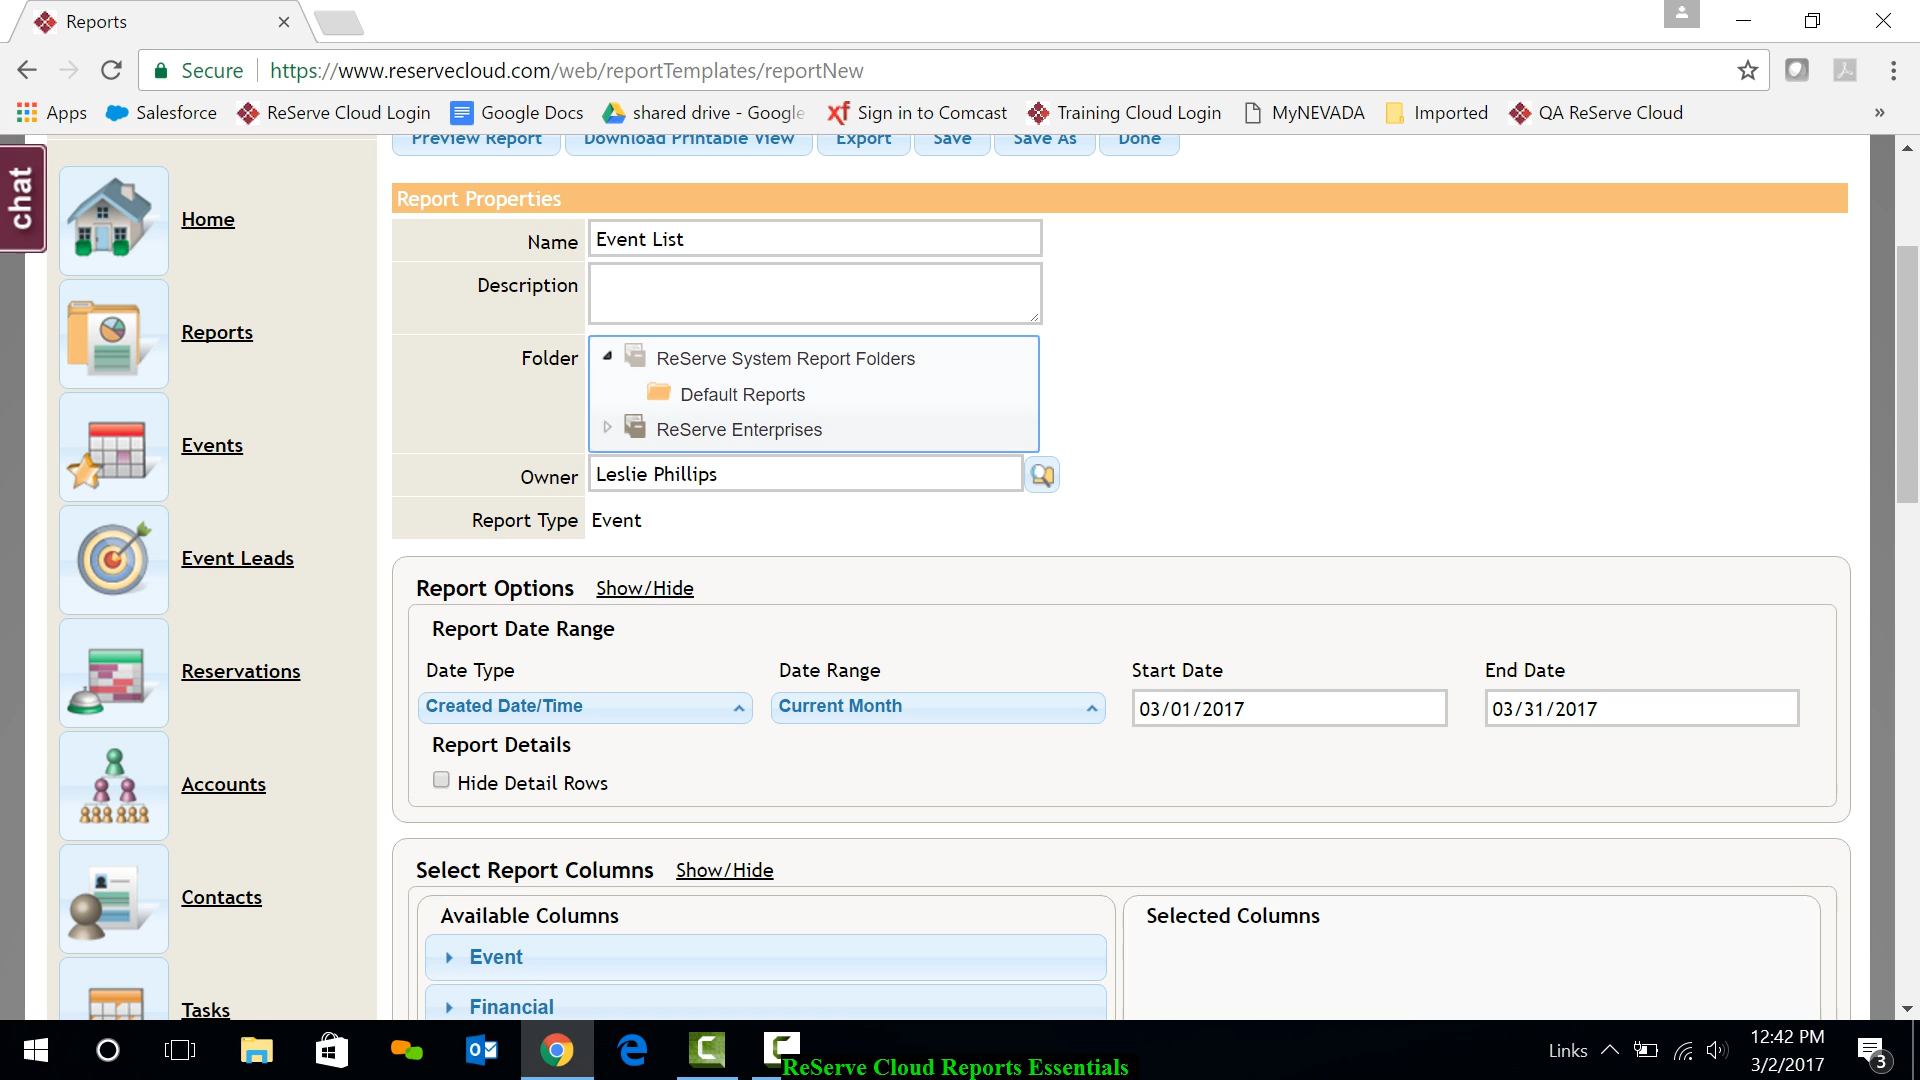 Reports
Secure https://www.reservecloud.com/web/reportTemplates/reportNew
Apps Salesforce ReServe Cloud Login Google Docs shared drive - Google Sign in to Comcast Training Cloud Login MyNEVADA Imported QA ReServe Cloud »
Preview Report Download Printable View Export Save Save As Done
chat
Home
Reports
Events
Event Leads
Reservations
Accounts
Contacts
Tasks
Report Properties
Name Event List
Description
Folder ReServe System Report Folders
Default Reports
ReServe Enterprises
Owner Leslie Phillips
Report Type Event
Report Options Show/Hide
Report Date Range
Date Type Date Range Start Date End Date
Created Date/Time Current Month 03/01/2017 03/31/2017
Report Details
Hide Detail Rows
Select Report Columns Show/Hide
Available Columns Selected Columns
Event
Financial
Links 12:42 PM
3/2/2017 3
ReServe Cloud Reports Essentials